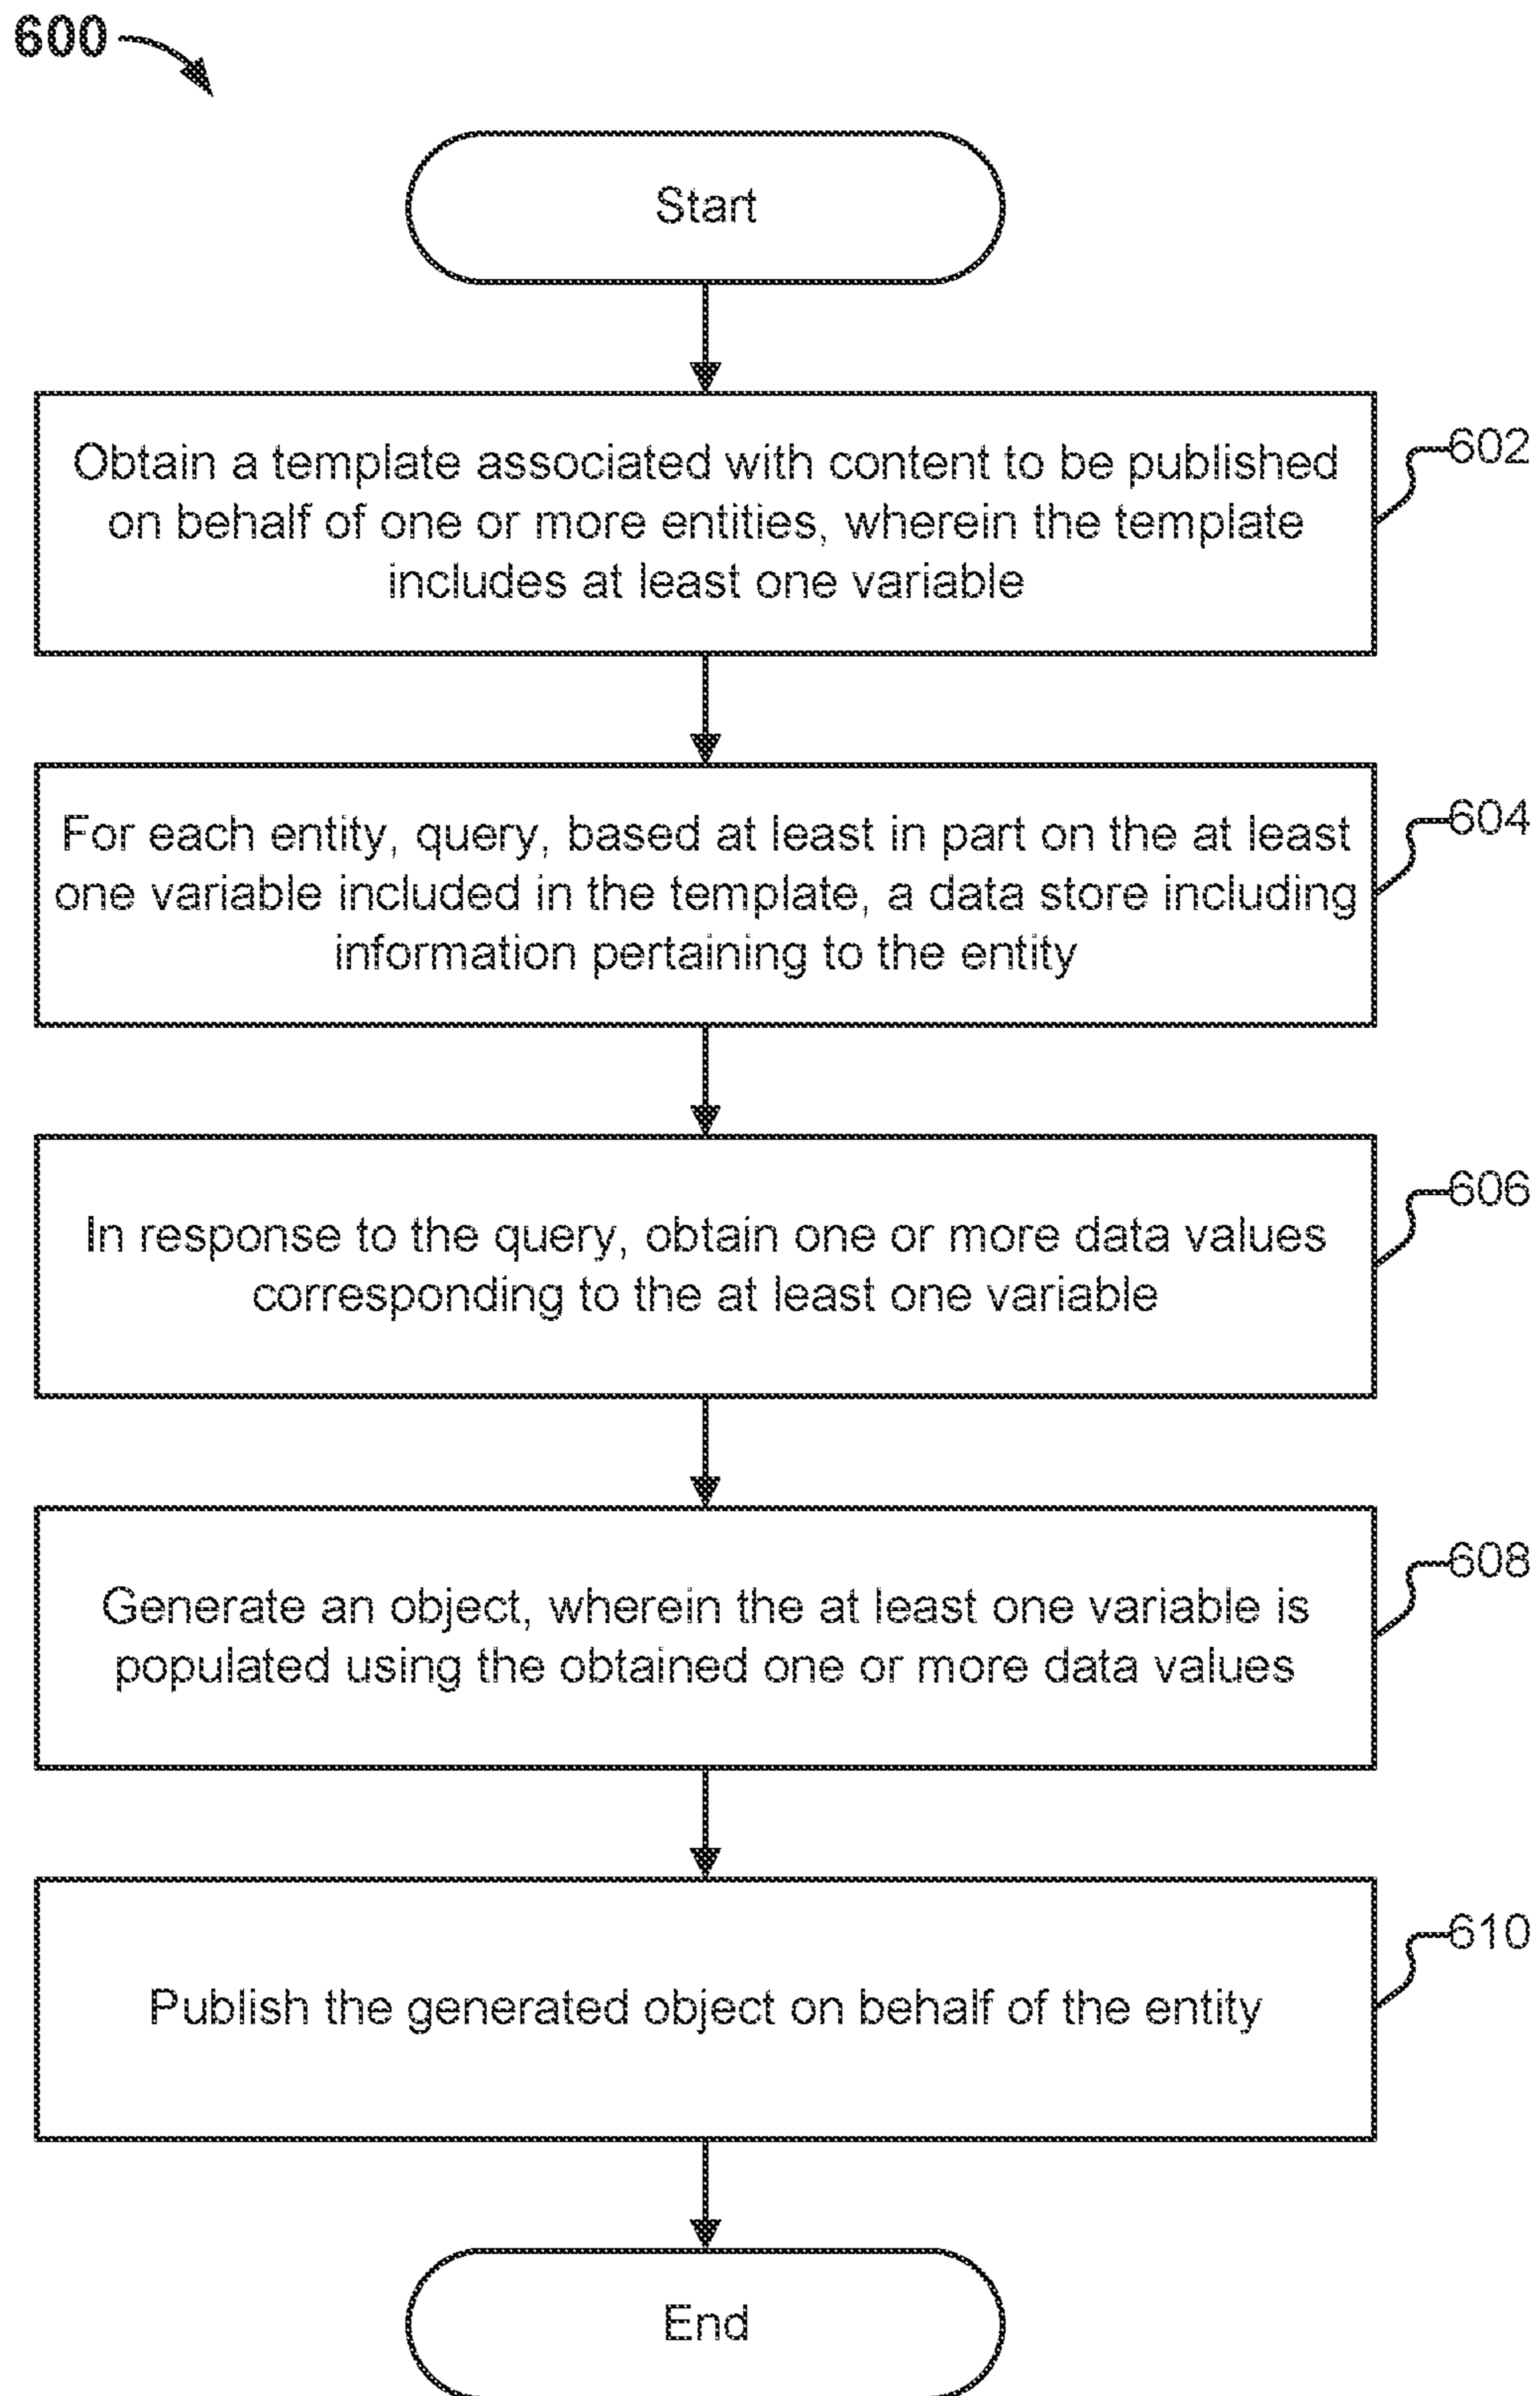 600
Start
Obtain a template associated with content to be published
on behalf of one or more entities, wherein the template
includes at least one variable
602
For each entity, query, based at least in part on the at least
one variable included in the template, a data store including
information pertaining to the entity
604
In response to the query, obtain one or more data values
corresponding to the at least one variable
606
Generate an object, wherein the at least one variable is
populated using the obtained one or more data values
608
Publish the generated object on behalf of the entity
610
End